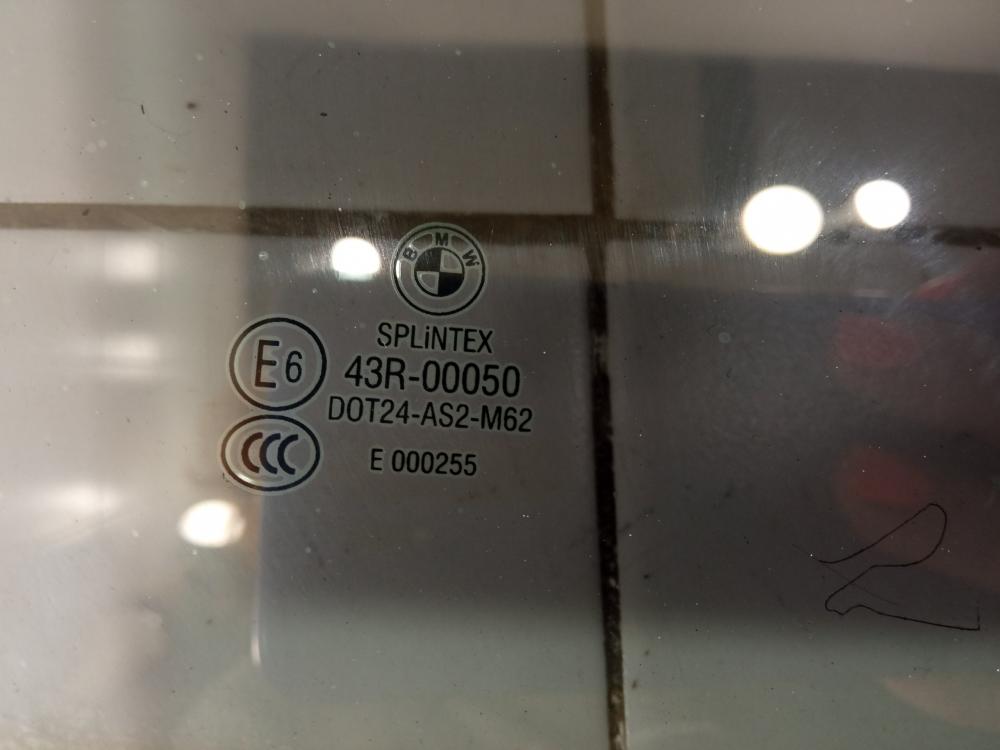 BMW
SPLiNTEX
E6
43R-00050
DOT24-AS2-M62
CCC
E 000255